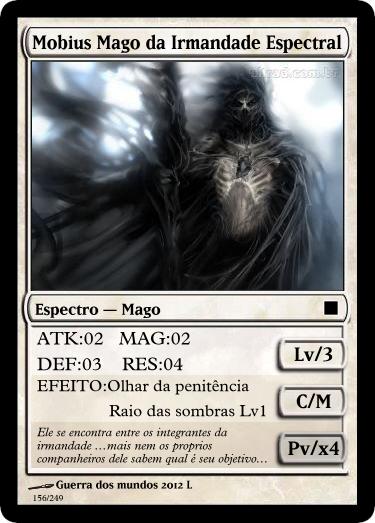 Mobius Mago da Irmandade Espectral
Espectro — Mago
ATK:02 MAG:02
DEF:03 RES:04
Lv/3
EFEITO:Olhar da penitência
Raio das sombras Lv1
C/M
Ele se encontra entre os integrantes da
irmandade ...mais nem os proprios
companheiros dele sabem qual é seu objetivo...
Pv/x4
Guerra dos mundos 2012 L
156/249